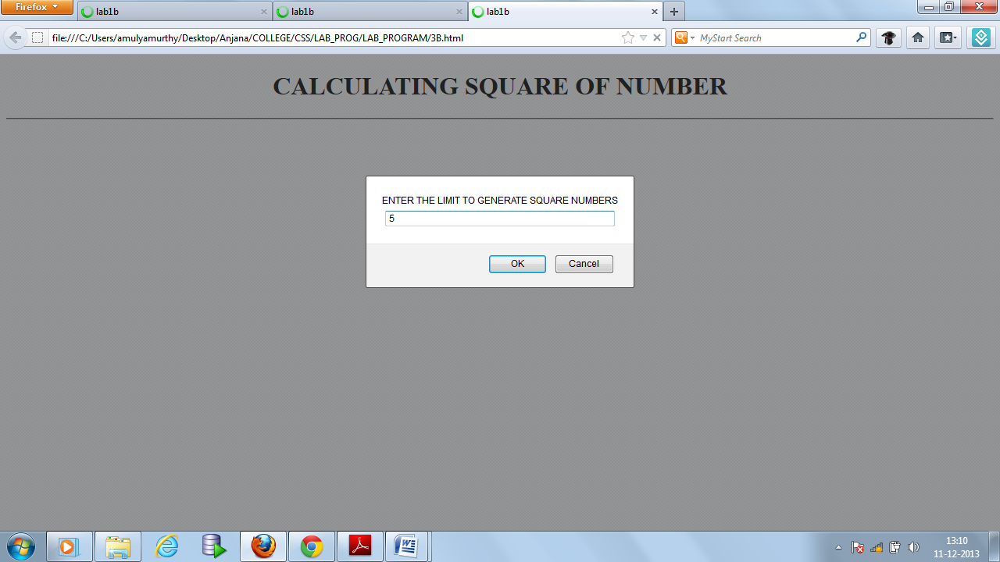 Firefox
lab1b
lab1b
lab1b
file:///C:/Users/amulyamurthy/Desktop/Anjana/COLLEGE/CSS/LAB_PROG/LAB_PROGRAM/3B.html
MyStart Search
CALCULATING SQUARE OF NUMBER
ENTER THE LIMIT TO GENERATE SQUARE NUMBERS
5
OK
Cancel
13:10
11-12-2013